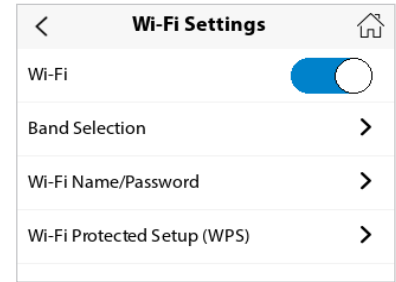 Wi-Fi Settings
Wi-Fi
Band Selection
Wi-Fi Name/Password
Wi-Fi Protected Setup (WPS)